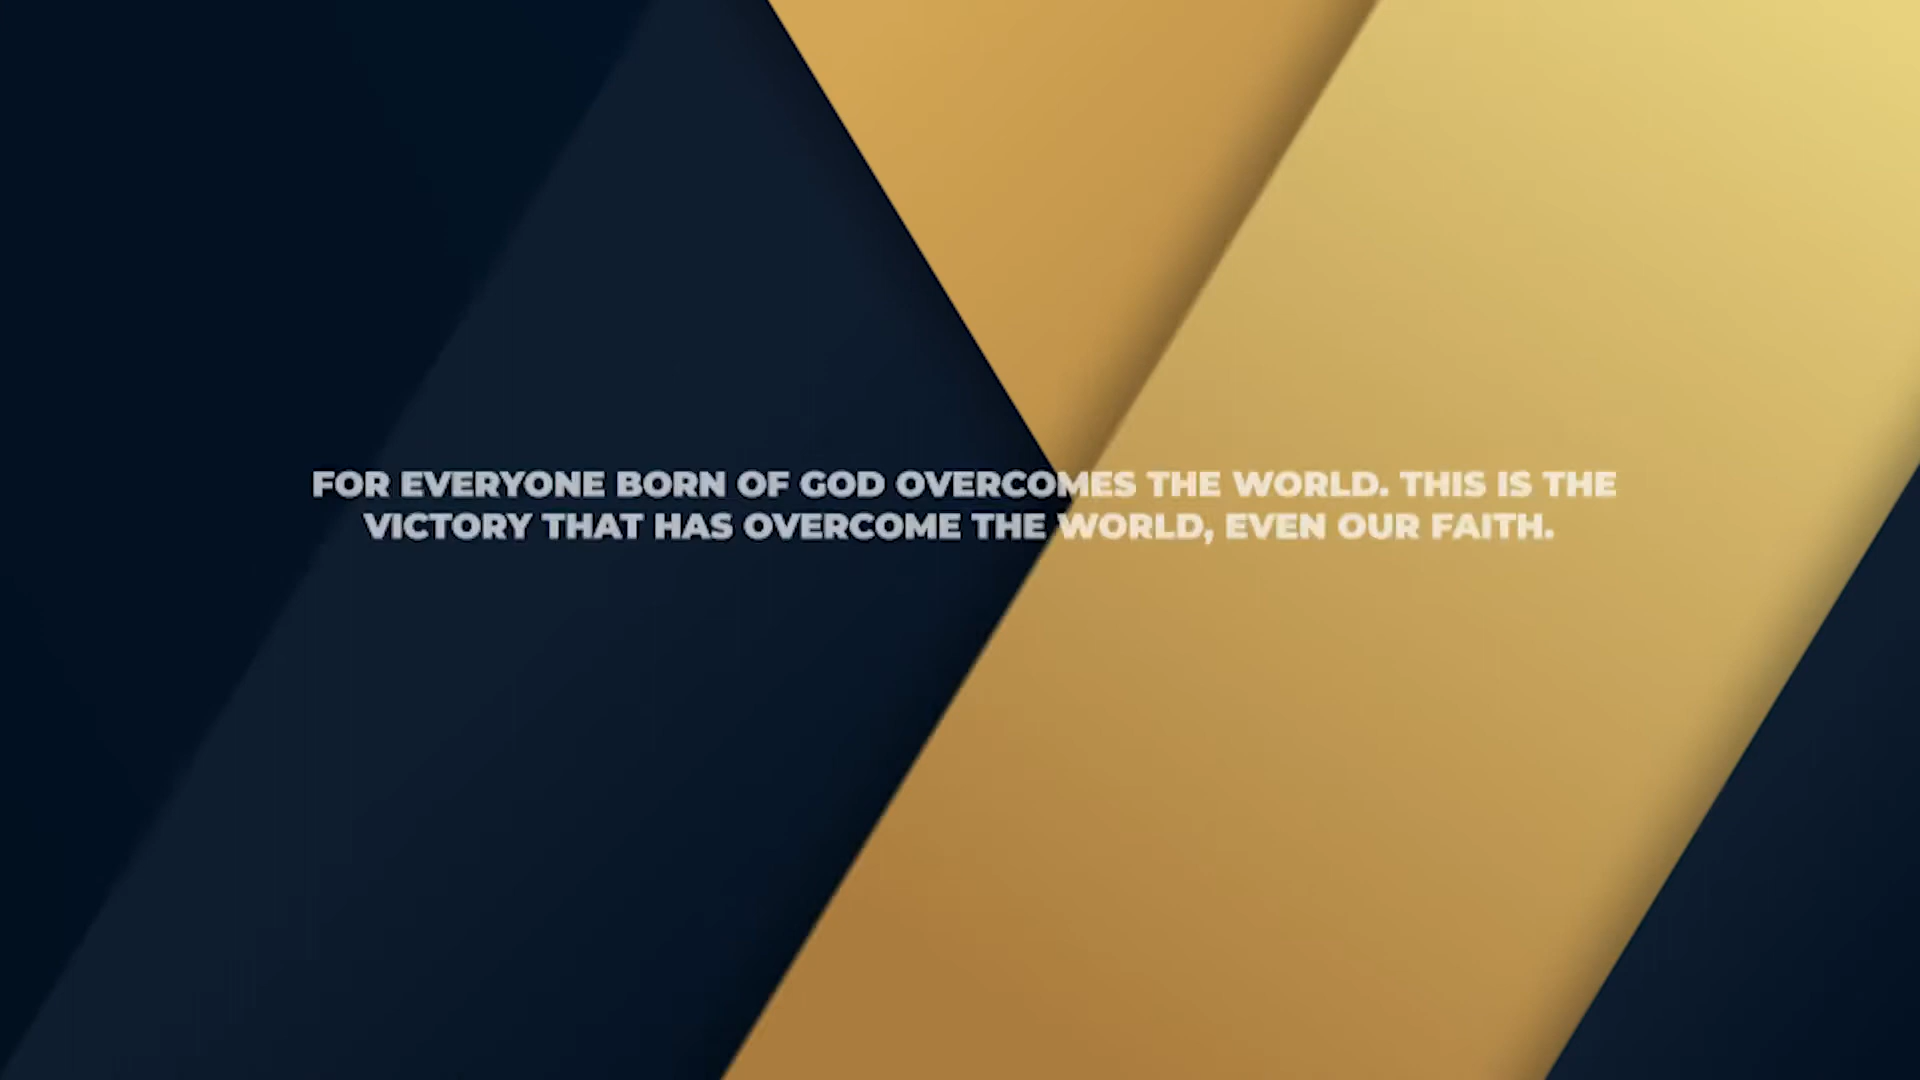 FOR EVERYONE BORN OF GOD OVERCOMES THE WORLD. THIS IS THE
VICTORY THAT HAS OVERCOME THE WORLD, EVEN OUR FAITH.